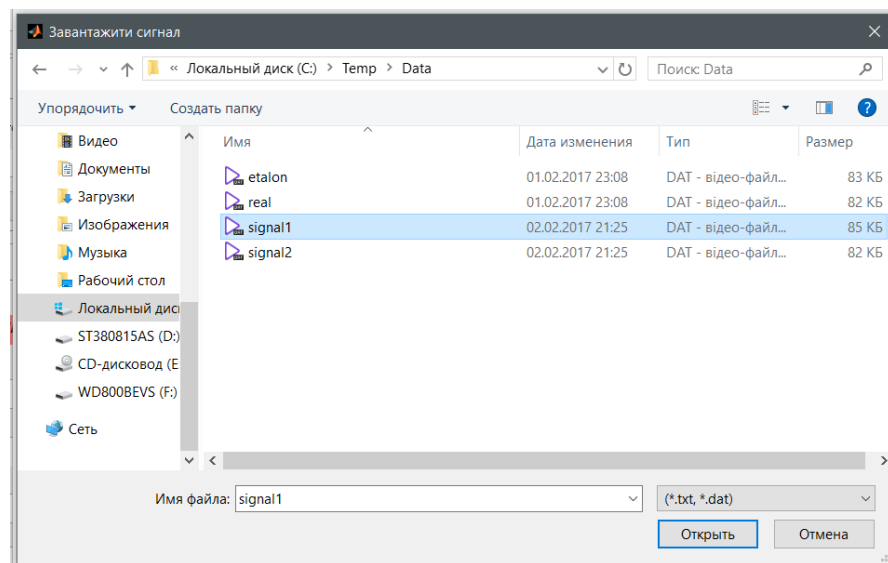 Завантажити сигнал
« Локальный диск (C:) > Temp > Data
Поиск: Data
Упорядочить
Создать папку
Видео
Документы
Загрузки
Изображения
Музыка
Рабочий стол
Локальный дис
ST380815AS (D:)
CD-дисковод (E
WD800BEVS (F:)
Сеть
Имя Дата изменения Тип Размер
etalon 01.02.2017 23:08 DAT - відео-файл... 83 КБ
real 01.02.2017 23:08 DAT - відео-файл... 82 КБ
signal1 02.02.2017 21:25 DAT - відео-файл... 85 КБ
signal2 02.02.2017 21:25 DAT - відео-файл... 82 КБ
Имя файла: signal1 (*.txt, *.dat)
Открыть Отмена